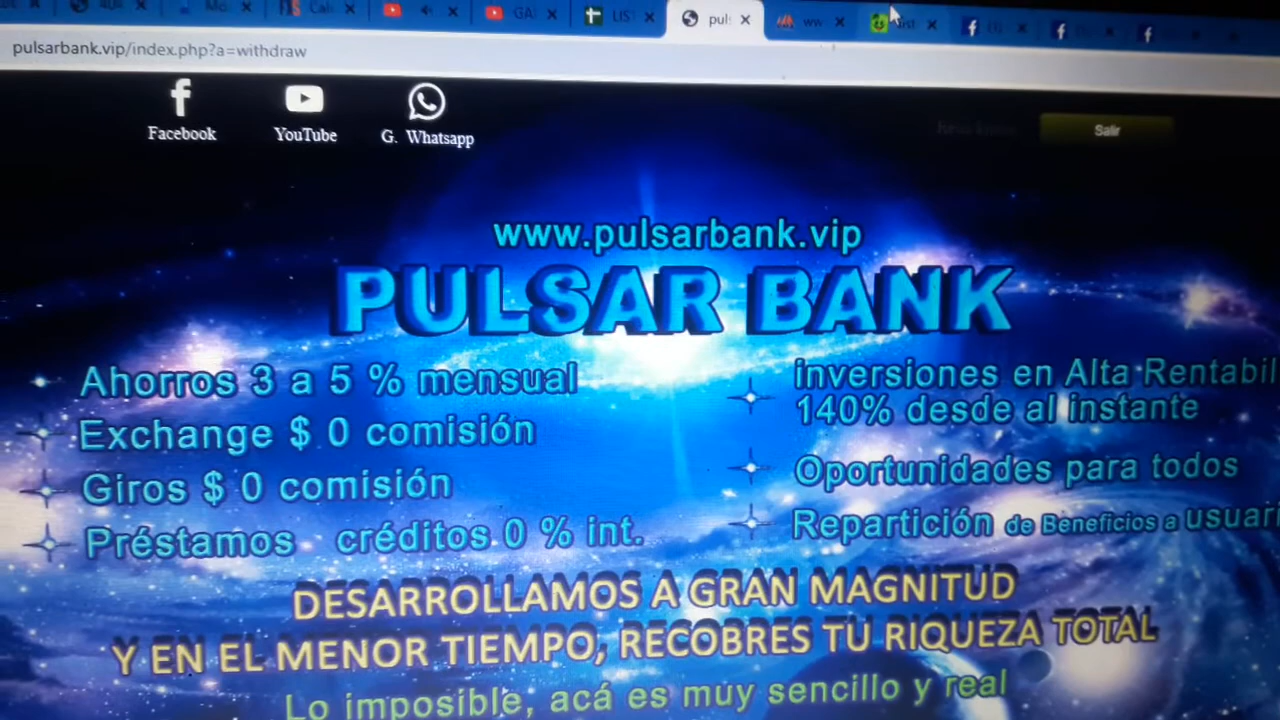 pul:
ww
pulsarbank.vip/index.php?a=withdraw
Facebook
YouTube
G. Whatsapp
Salir
www.pulsarbank.vip
PULSAR BANK
Ahorros 3 a 5 % mensual
Exchange $ 0 comisión
Giros $ 0 comisión
Préstamos créditos 0 % int.
inversiones en Alta Rentabil
140% desde al instante
Oportunidades para todos
Repartición de Beneficios a usuari
DESARROLLAMOS A GRAN MAGNITUD
Y EN EL MENOR TIEMPO, RECOBRES TU RIQUEZA TOTAL
Lo imposible, acá es muy sencillo y real